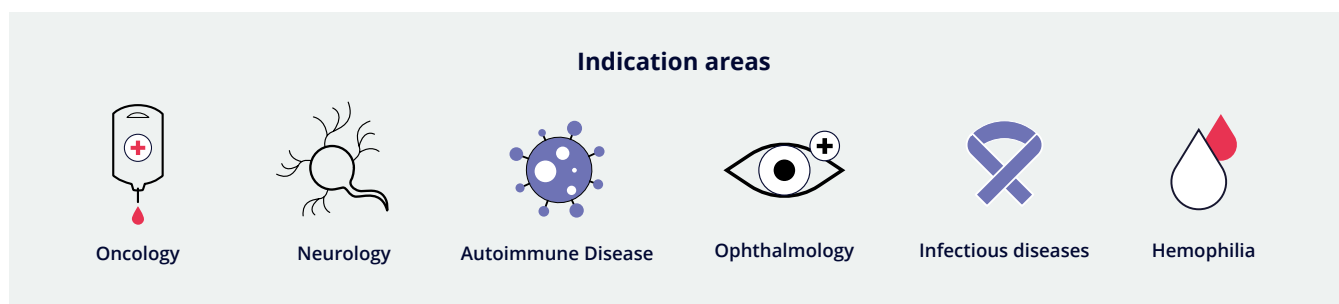 Indication areas
Oncology
Neurology
Autoimmune Disease
Ophthalmology
Infectious diseases
Hemophilia